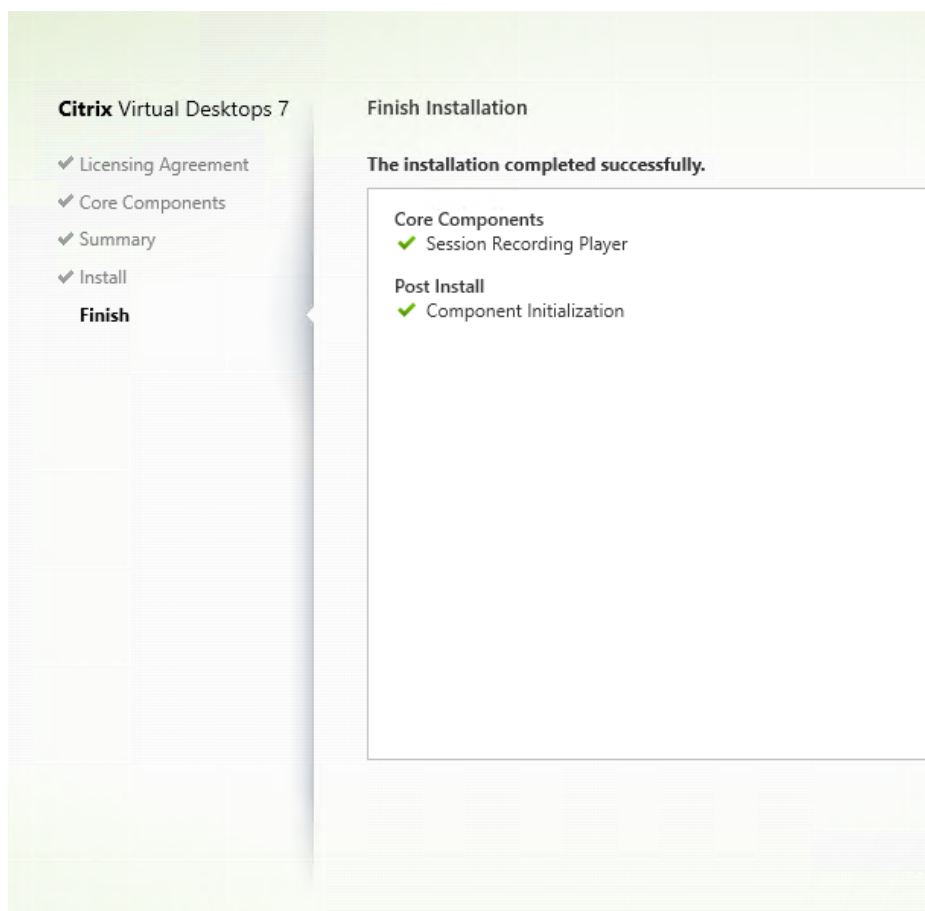 Citrix Virtual Desktops 7
Licensing Agreement
Core Components
Summary
Install
Finish
Finish Installation
The installation completed successfully.
Core Components
Session Recording Player
Post Install
Component Initialization